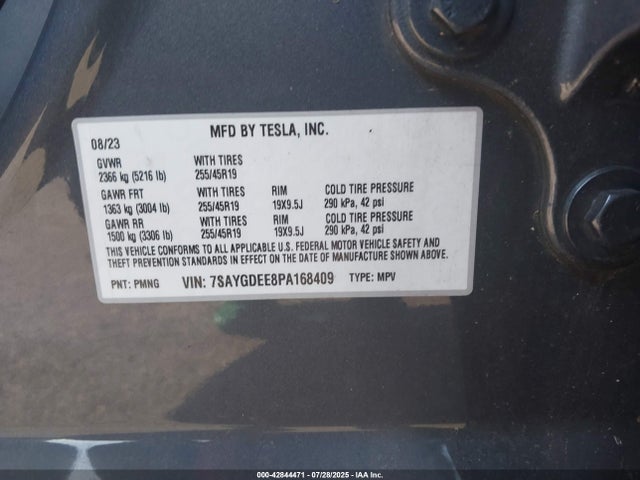 MFD BY TESLA, INC.
08/23
GVWR WITH TIRES
2366 kg (5216 lb) 255/45R19
GAWR FRT WITH TIRES RIM COLD TIRE PRESSURE
1363 kg (3004 lb) 255/45R19 19X9.5J 290 kPa, 42 psi
GAWR RR WITH TIRES RIM COLD TIRE PRESSURE
1500 kg (3306 lb) 255/45R19 19X9.5J 290 kPa, 42 psi
THIS VEHICLE CONFORMS TO ALL APPLICABLE U.S. FEDERAL MOTOR VEHICLE SAFETY AND
THEFT PREVENTION STANDARDS IN EFFECT ON THE DATE OF MANUFACTURE SHOWN ABOVE.
PNT: PMNG VIN: 7SAYGDEE8PA168409 TYPE: MPV
000-42844471 | 07/28/2025 | IAA Inc.